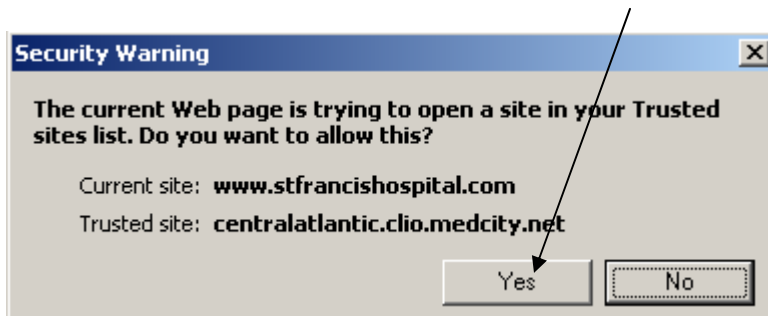 Security Warning
The current Web page is trying to open a site in your Trusted
sites list. Do you want to allow this?
Current site: www.stfrancishospital.com
Trusted site: centralatlantic.clio.medcity.net
Yes No